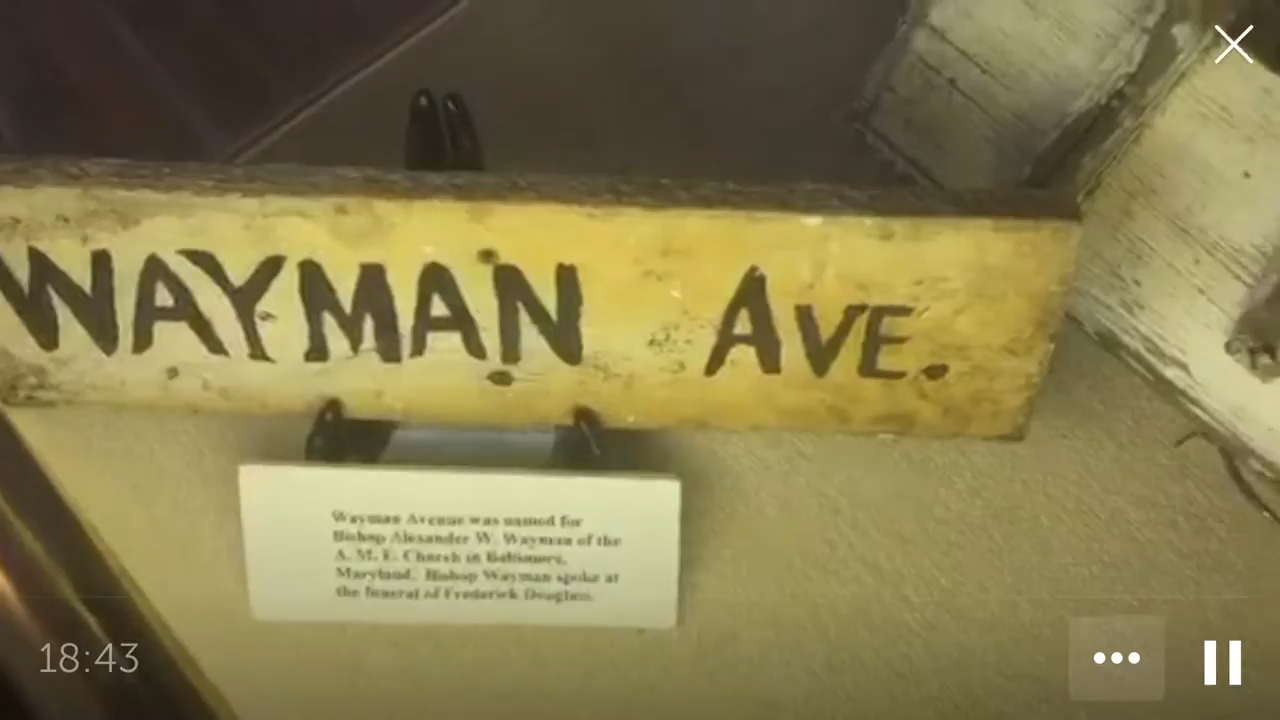 WAYMAN AVE.
Wayman Avenue was named for
Bishop Alexander W. Wayman of the
A. M. E. Church in Baltimore,
Maryland. Bishop Wayman spoke at
the funeral of Frederick Douglass.
18:43